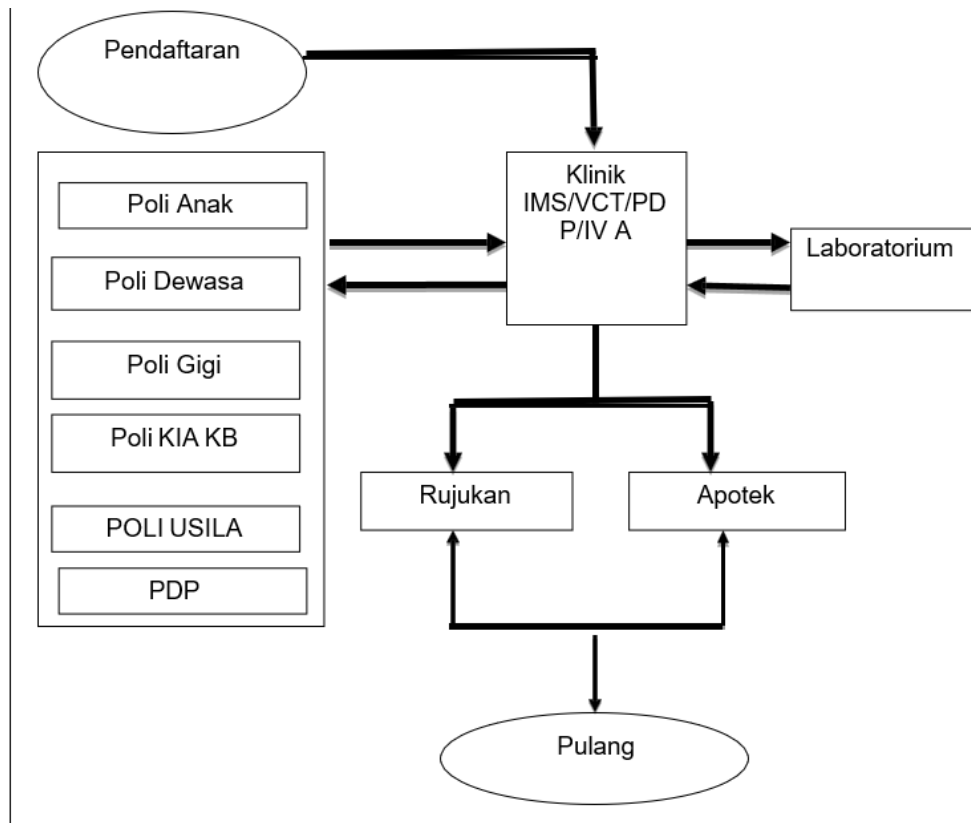 Pendaftaran
Klinik
IMS/VCT/PD
P/IV A
Laboratorium
Poli Anak
Poli Dewasa
Poli Gigi
Poli KIA KB
POLI USILA
PDP
Rujukan
Apotek
Pulang